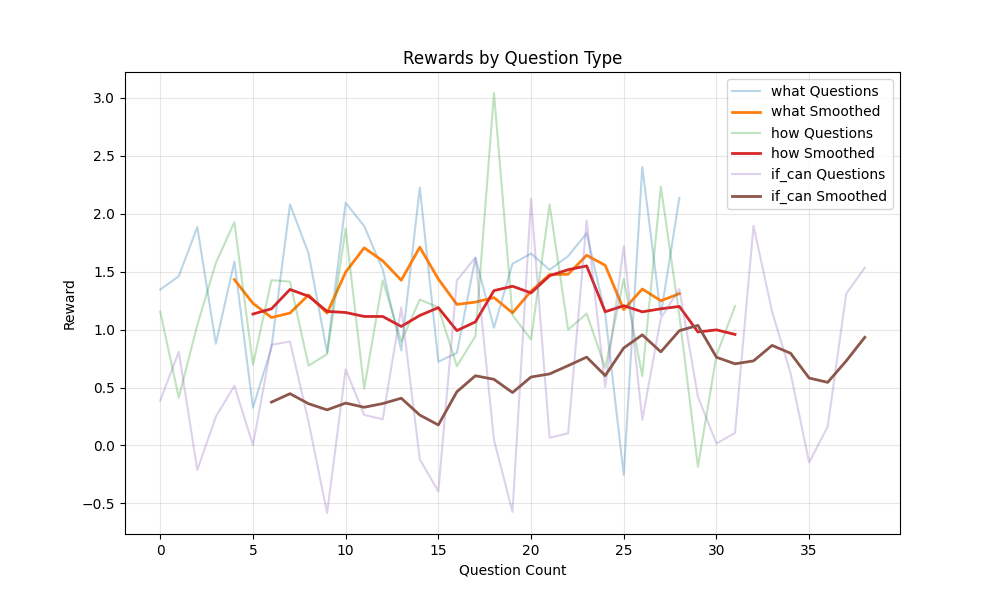 Rewards by Question Type
what Questions
what Smoothed
how Questions
how Smoothed
if_can Questions
if_can Smoothed
Reward
3.0
2.5
2.0
1.5
1.0
0.5
0.0
−0.5
0 5 10 15 20 25 30 35
Question Count